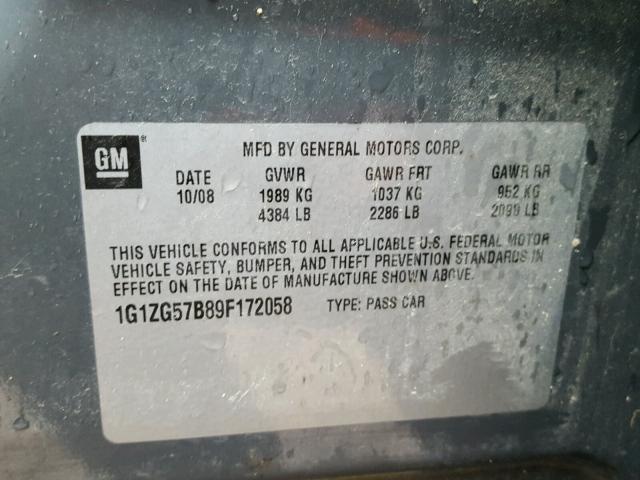 GM
MFD BY GENERAL MOTORS CORP.
DATE GVWR GAWR FRT GAWR RR
10/08 1989 KG 1037 KG 952 KG
4384 LB 2286 LB 2099 LB
THIS VEHICLE CONFORMS TO ALL APPLICABLE U.S. FEDERAL MOTOR
VEHICLE SAFETY, BUMPER, AND THEFT PREVENTION STANDARDS IN
EFFECT ON THE DATE OF MANUFACTURE SHOWN ABOVE.
1G1ZG57B89F172058 TYPE: PASS CAR